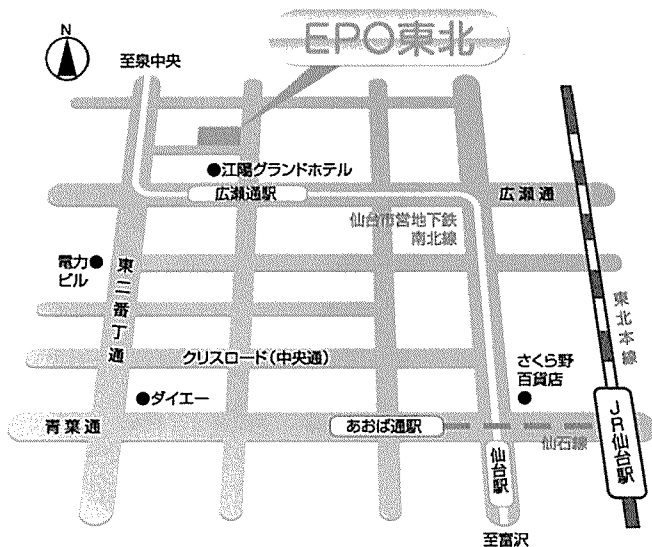 EPO東北
N
至泉中央
江陽グランドホテル
広瀬通駅
広瀬通
仙台市営地下鉄
南北線
電力
ビル
東二番丁通
東北本線
クリスロード（中央通）
さくら野
百貨店
ダイエー
青葉通
あおば通駅
仙石線
JR仙台駅
仙台駅
至富沢